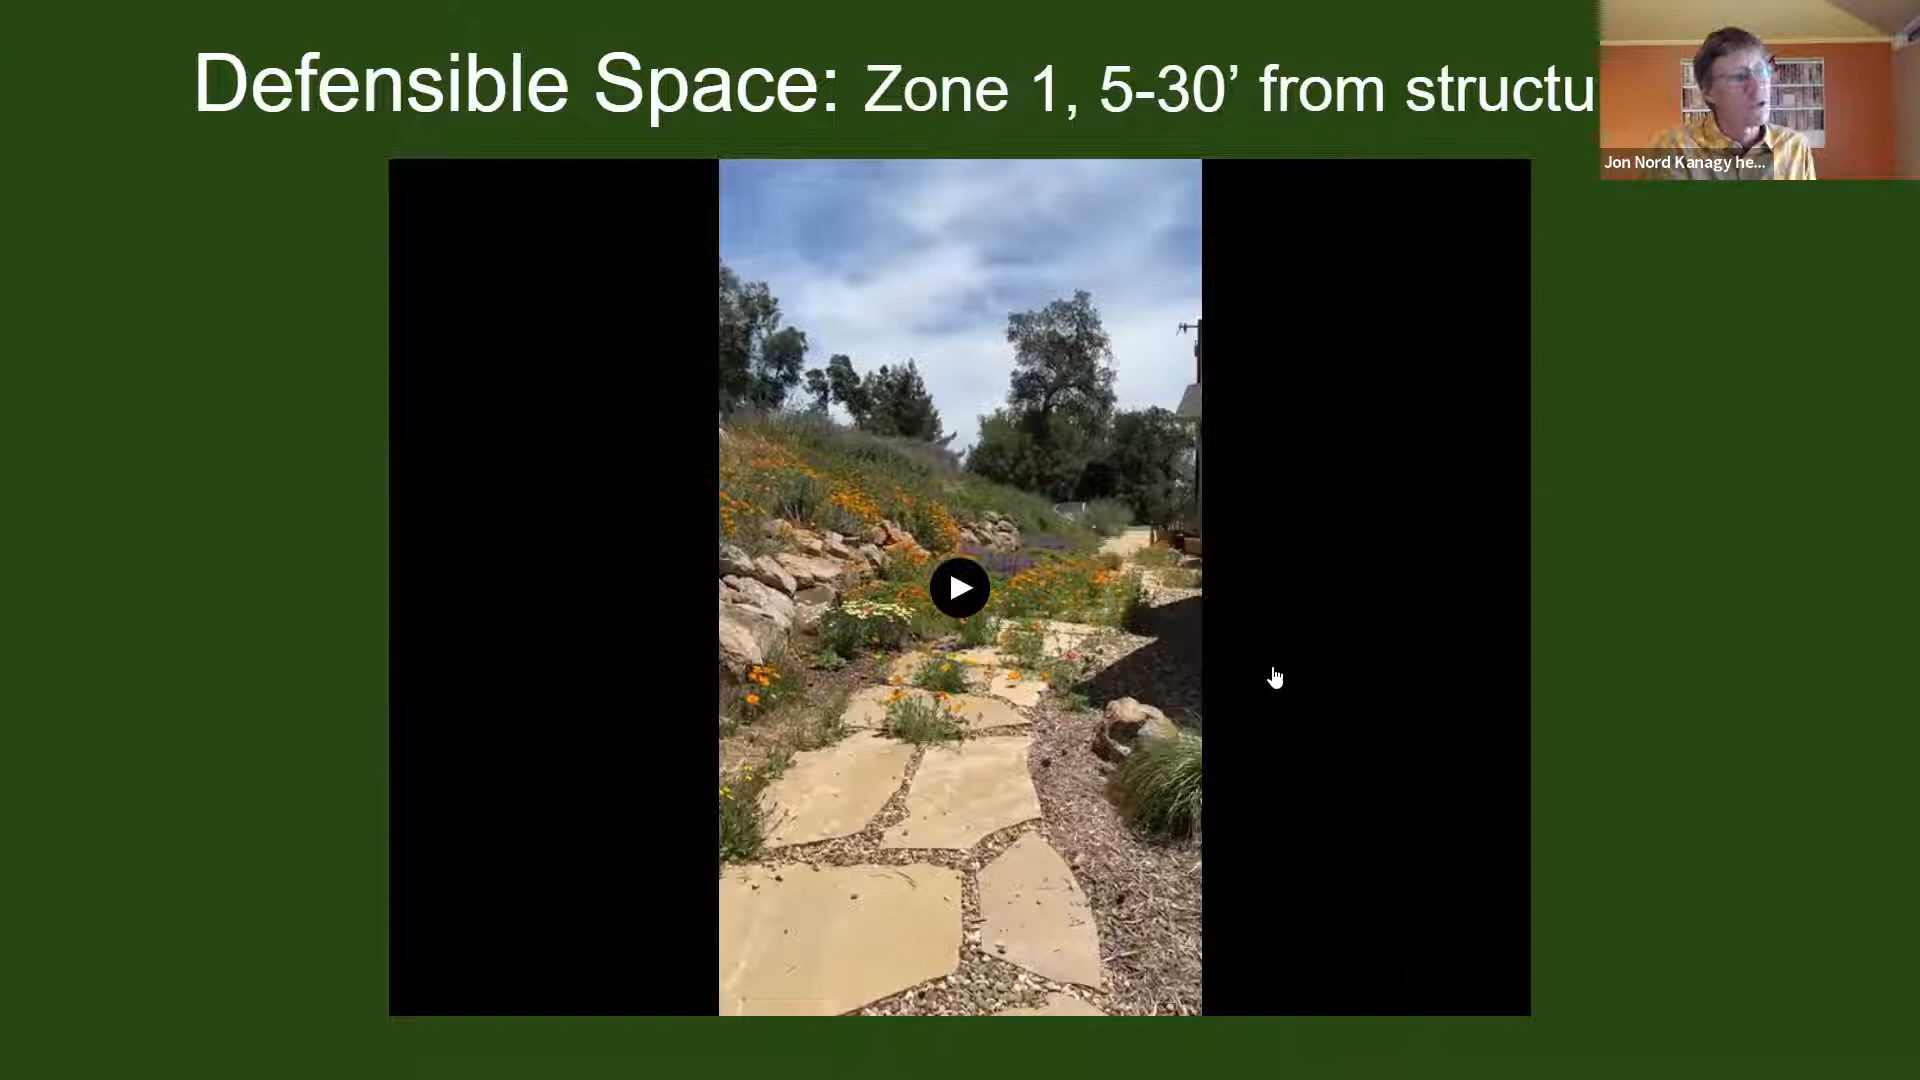 Defensible Space: Zone 1, 5-30’ from structu
Jon Nord Kanagy he...